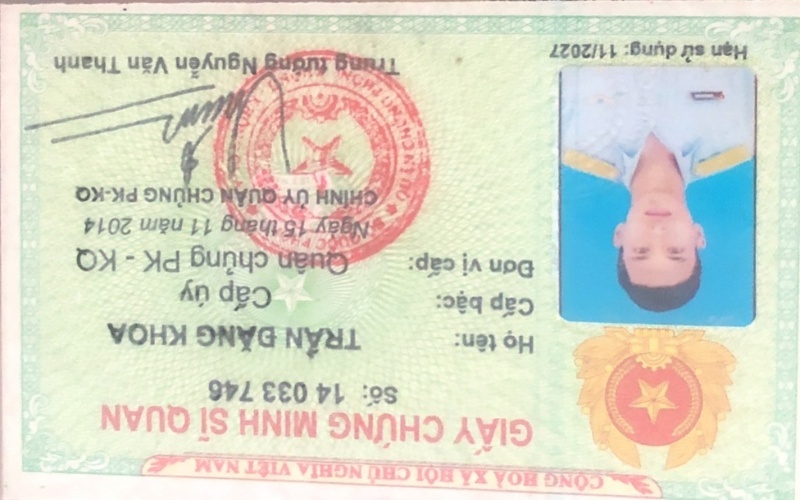 CỘNG HOÀ XÃ HỘI CHỦ NGHĨA VIỆT NAM
GIẤY CHỨNG MINH SĨ QUAN
Số: 14 033 746
Họ tên: TRẦN ĐĂNG KHOA
Cấp bậc: Cấp úy
Đơn vị cấp: Quân chủng PK - KQ
Ngày 15 tháng 11 năm 2014
CHÍNH ỦY QUÂN CHỦNG PK-KQ
Trung tướng Nguyễn Văn Thanh
Hạn sử dụng: 11/2027